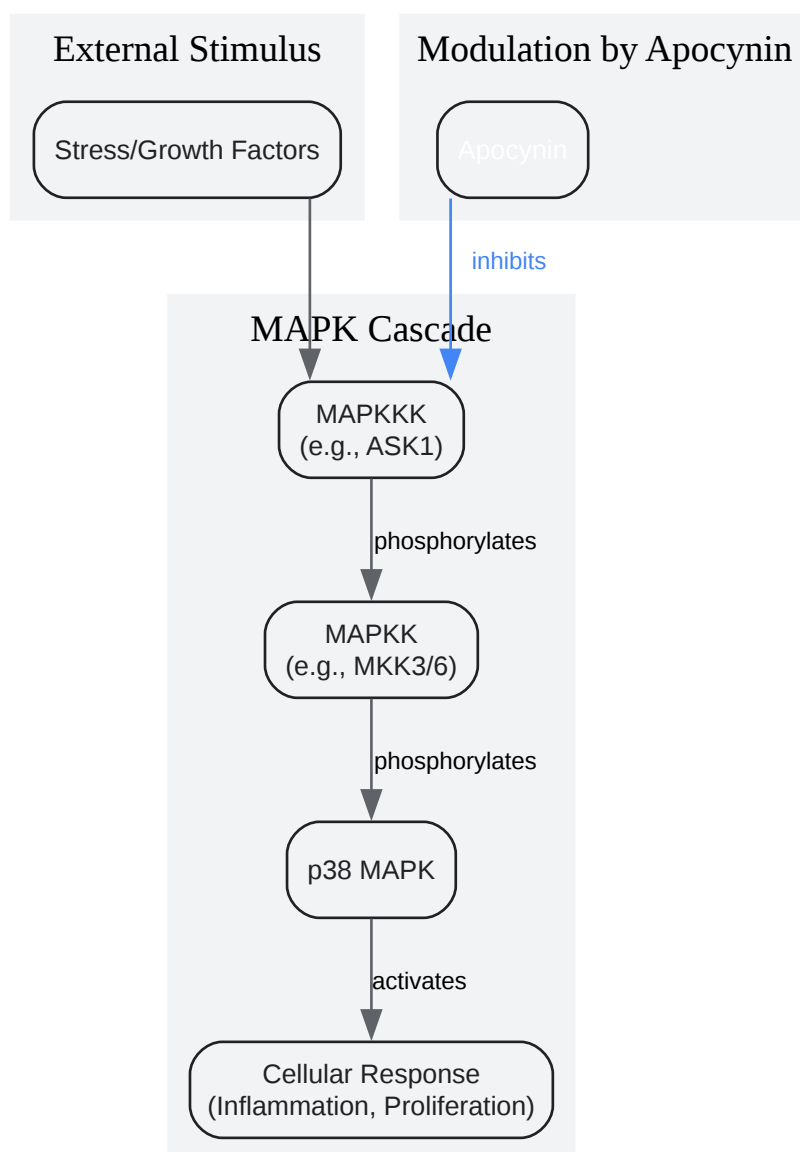 External Stimulus
Modulation by Apocynin
Stress/Growth Factors
Apocynin
inhibits
MAPK Cascade
MAPKKK
(e.g., ASK1)
phosphorylates
MAPKK
(e.g., MKK3/6)
phosphorylates
p38 MAPK
activates
Cellular Response
(Inflammation, Proliferation)